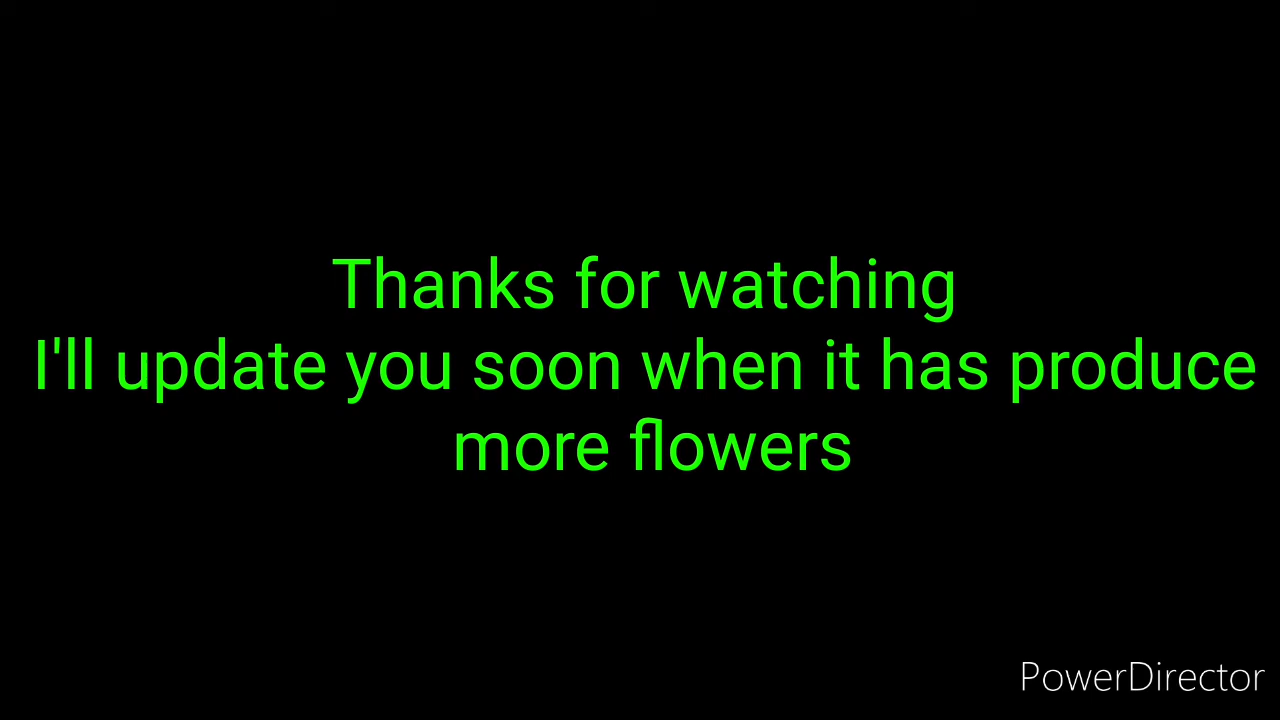 Thanks for watching
I'll update you soon when it has produce
more flowers
PowerDirector